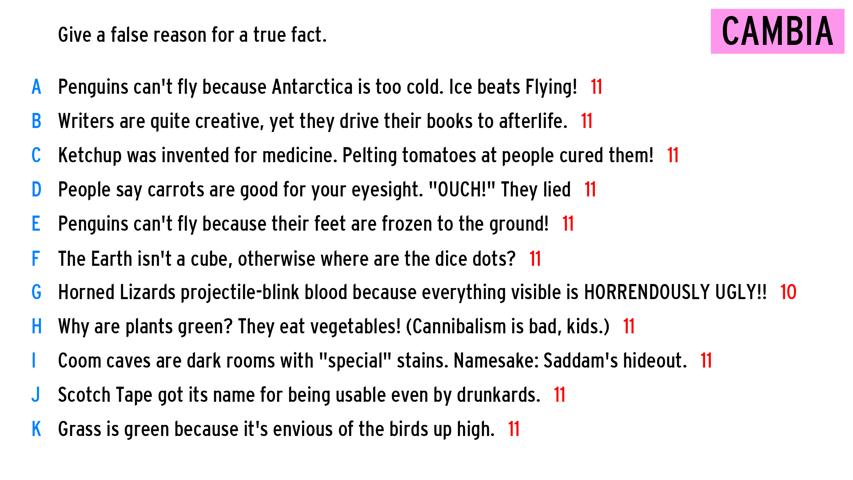 Give a false reason for a true fact.
CAMBIA
A Penguins can't fly because Antarctica is too cold. Ice beats Flying! 11
B Writers are quite creative, yet they drive their books to afterlife. 11
C Ketchup was invented for medicine. Pelting tomatoes at people cured them! 11
D People say carrots are good for your eyesight. "OUCH!" They lied 11
E Penguins can't fly because their feet are frozen to the ground! 11
F The Earth isn't a cube, otherwise where are the dice dots? 11
G Horned Lizards projectile-blink blood because everything visible is HORRENDOUSLY UGLY!! 10
H Why are plants green? They eat vegetables! (Cannibalism is bad, kids.) 11
I Coom caves are dark rooms with "special" stains. Namesake: Saddam's hideout. 11
J Scotch Tape got its name for being usable even by drunkards. 11
K Grass is green because it's envious of the birds up high. 11